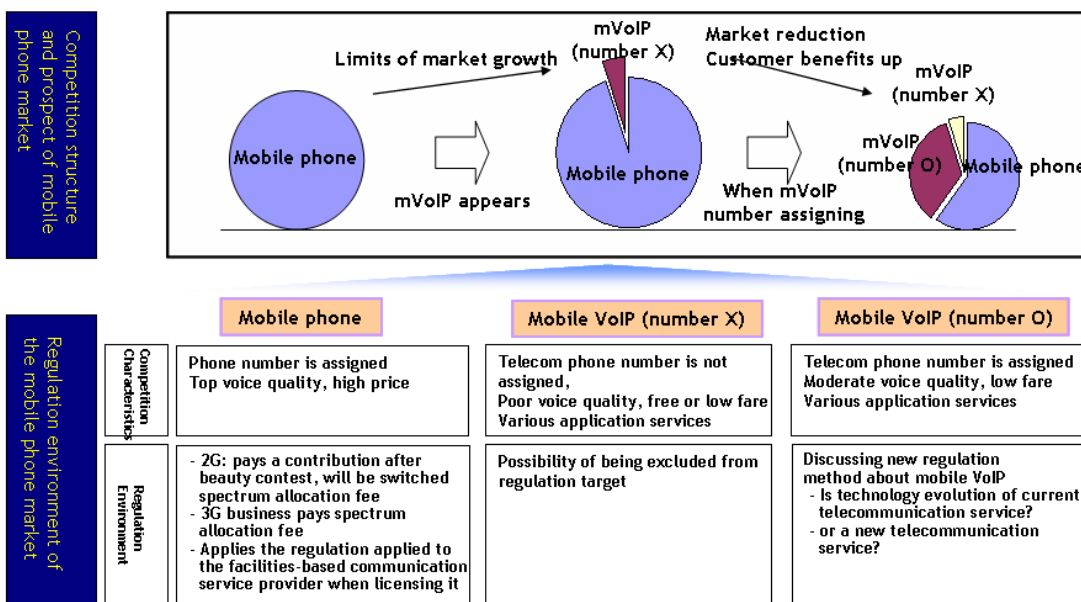 Competition structure
and prospect of mobile
phone market
Limits of market growth
mVoIP
(number X)
Market reduction
Customer benefits up
mVoIP
(number X)
Mobile phone
mVoIP appears
Mobile phone
When mVoIP
number assigning
mVoIP
(number O)
Mobile phone
Regulation environment of
the mobile phone market
Mobile phone
Mobile VoIP (number X)
Mobile VoIP (number O)
Competition
Characteristics
Phone number is assigned
Top voice quality, high price
Telecom phone number is not
assigned,
Poor voice quality, free or low fare
Various application services
Telecom phone number is assigned
Moderate voice quality, low fare
Various application services
Regulation
Environment
- 2G: pays a contribution after
beauty contest, will be switched
spectrum allocation fee
- 3G business pays spectrum
allocation fee
- Applies the regulation applied to
the facilities-based communication
service provider when licensing it
Possibility of being excluded from
regulation target
Discussing new regulation
method about mobile VoIP
- Is technology evolution of current
telecommunication service?
- or a new telecommunication
service?